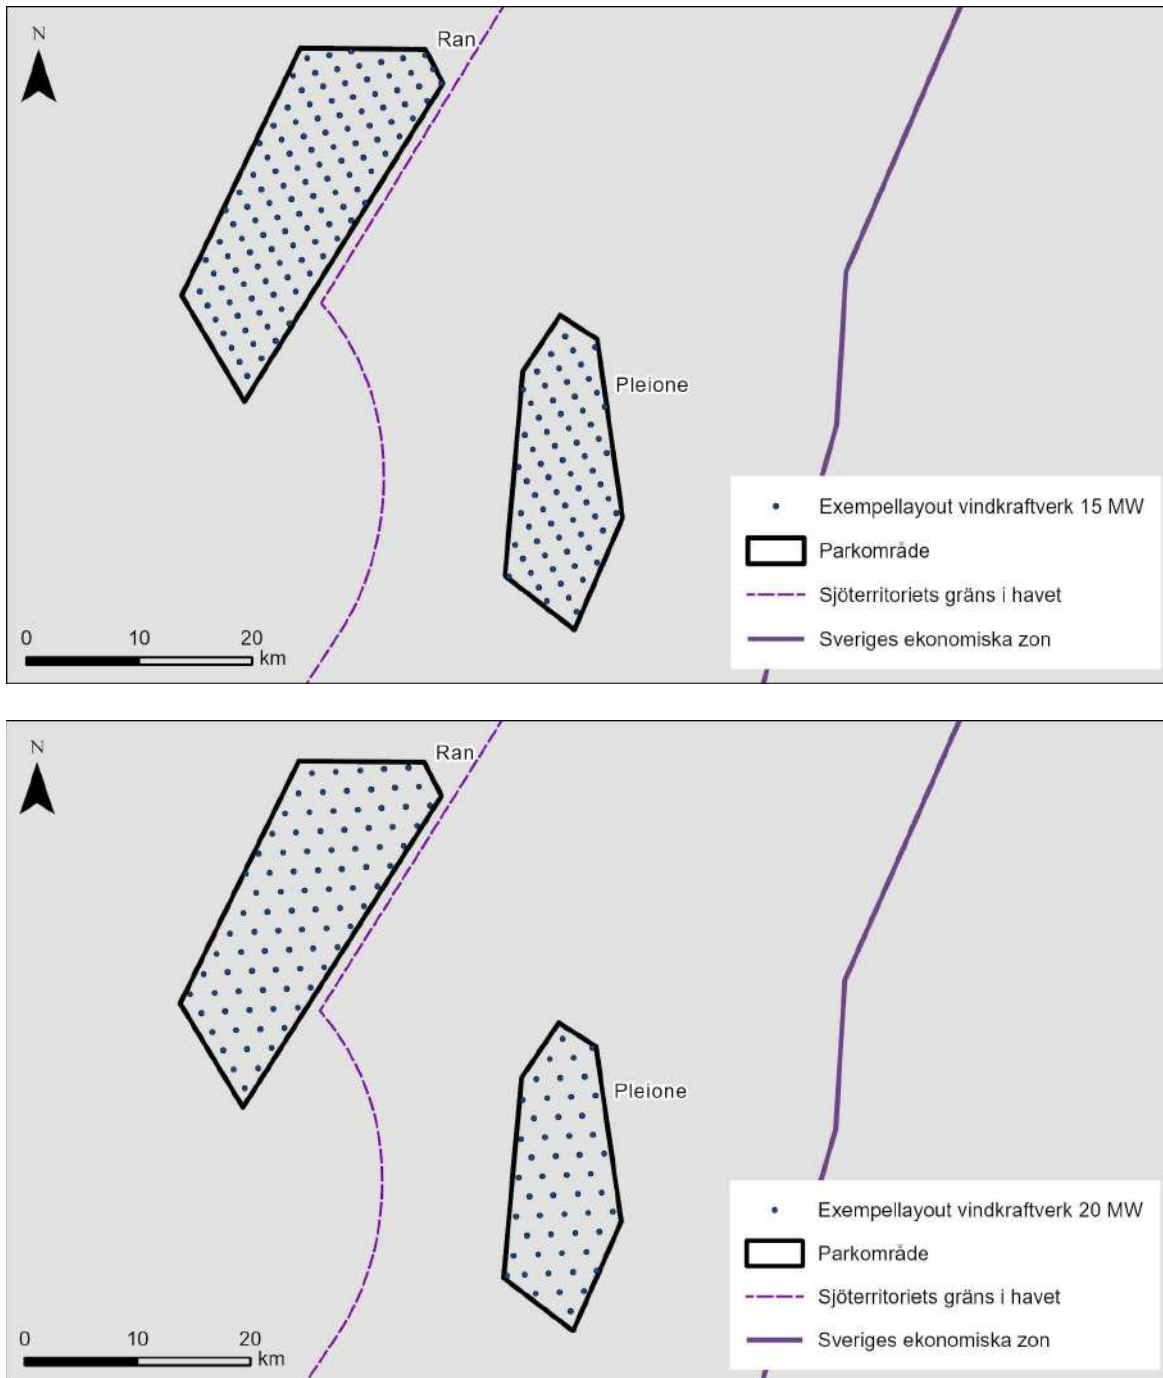 N
Ran
Pleione
Exempellayout vindkraftverk 15 MW
Parkområde
Sjöterritoriets gräns i havet
Sveriges ekonomiska zon
0 10 20
km
N
Ran
Pleione
Exempellayout vindkraftverk 20 MW
Parkområde
Sjöterritoriets gräns i havet
Sveriges ekonomiska zon
0 10 20
km